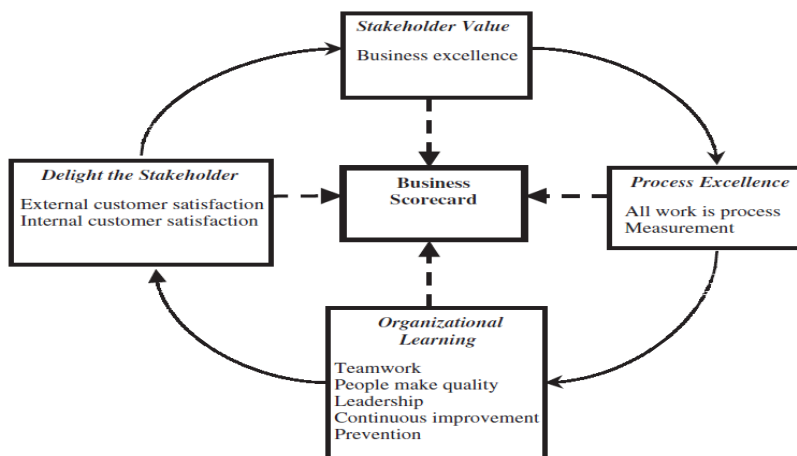 Stakeholder Value
Business excellence
Delight the Stakeholder
External customer satisfaction
Internal customer satisfaction
Business
Scorecard
Process Excellence
All work is process
Measurement
Organizational
Learning
Teamwork
People make quality
Leadership
Continuous improvement
Prevention